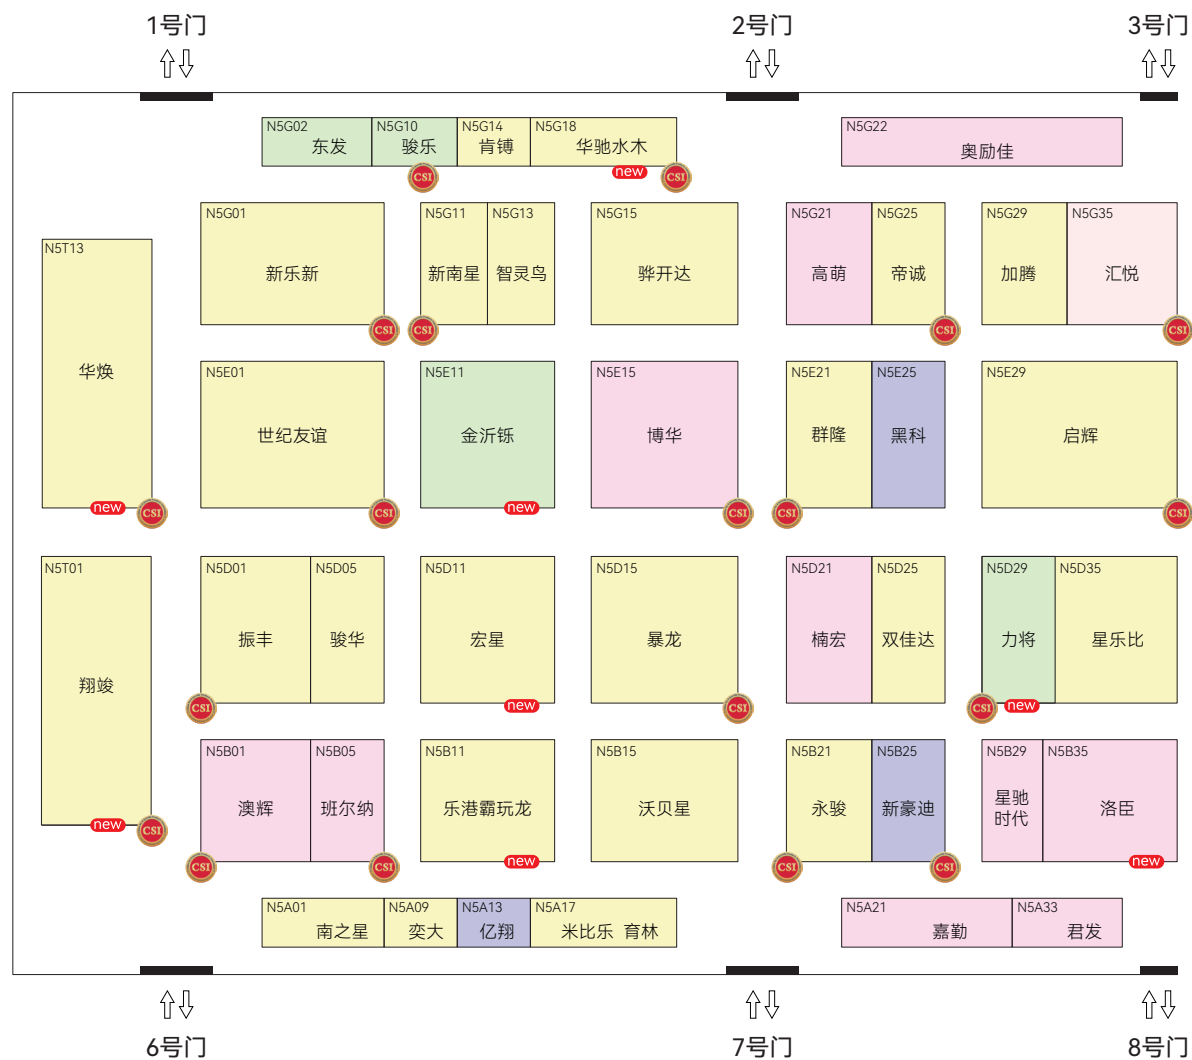 1号门
2号门
3号门
N5G02
东发
N5G10
骏乐
CSI
N5G14
肯镈
N5G18
华驰水木
new
CSI
N5G22
奥励佳
N5T13
华焕
new
CSI
N5G01
新乐新
CSI
N5G11
新南星
CSI
N5G13
智灵鸟
N5G15
骅开达
N5G21
高萌
N5G25
帝诚
CSI
N5G29
加腾
N5G35
汇悦
CSI
N5E01
世纪友谊
CSI
N5E11
金沂铄
new
N5E15
博华
CSI
N5E21
群隆
CSI
N5E25
黑科
N5E29
启辉
CSI
N5T01
翔竣
new
CSI
N5D01
振丰
CSI
N5D05
骏华
N5D11
宏星
new
N5D15
暴龙
CSI
N5D21
楠宏
N5D25
双佳达
N5D29
力将
CSI
new
N5D35
星乐比
N5B01
澳辉
CSI
N5B05
班尔纳
CSI
N5B11
乐港霸玩龙
new
N5B15
沃贝星
N5B21
永骏
CSI
N5B25
新豪迪
CSI
N5B29
星驰
时代
N5B35
洛臣
new
N5A01
南之星
N5A09
奕大
N5A13
亿翔
N5A17
米比乐 育林
N5A21
嘉勤
N5A33
君发
6号门
7号门
8号门